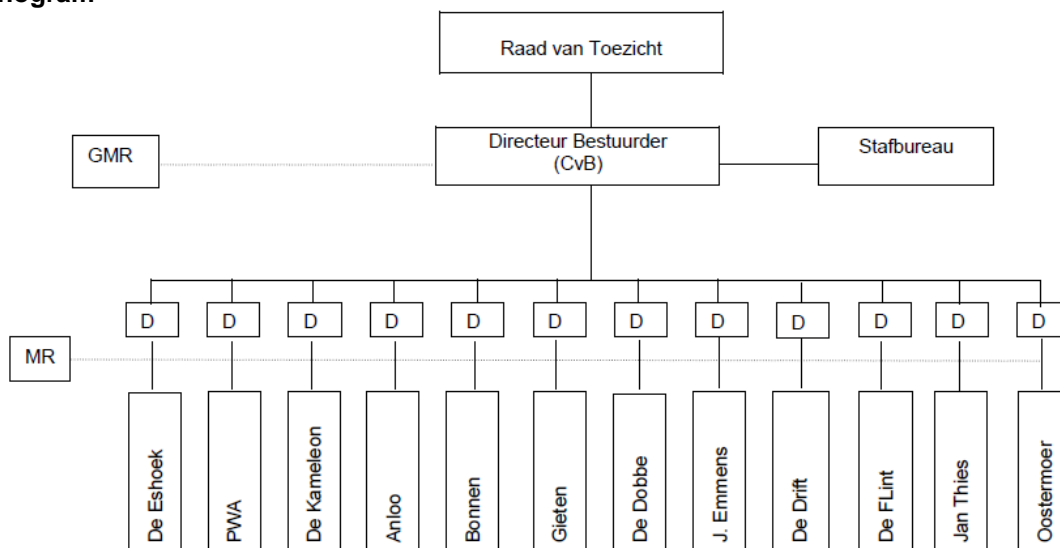 Raad van Toezicht
GMR
Directeur Bestuurder
(CvB)
Stafbureau
D D D D D D D D D D D D
MR
De Eshoek
PWA
De Kameleon
Anloo
Bonnen
Gieten
De Dobbe
J. Emmens
De Drift
De FLint
Jan Thies
Oostermoer